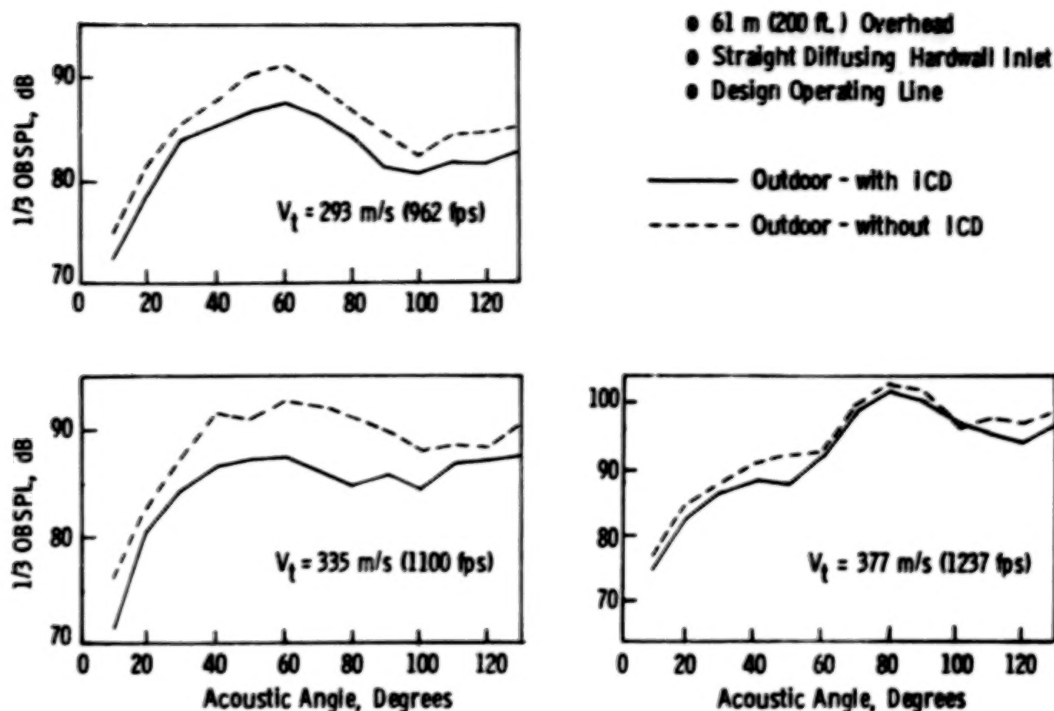 ● 61 m (200 ft.) Overhead
● Straight Diffusing Hardwall Inlet
● Design Operating Line
Outdoor - with ICD
Outdoor - without ICD
1/3 OBSPL, dB
90
80
70
V_t = 293 m/s (962 fps)
0 20 40 60 80 100 120
1/3 OBSPL, dB
90
80
70
V_t = 335 m/s (1100 fps)
0 20 40 60 80 100 120
Acoustic Angle, Degrees
100
90
80
70
V_t = 377 m/s (1237 fps)
0 20 40 60 80 100 120
Acoustic Angle, Degrees